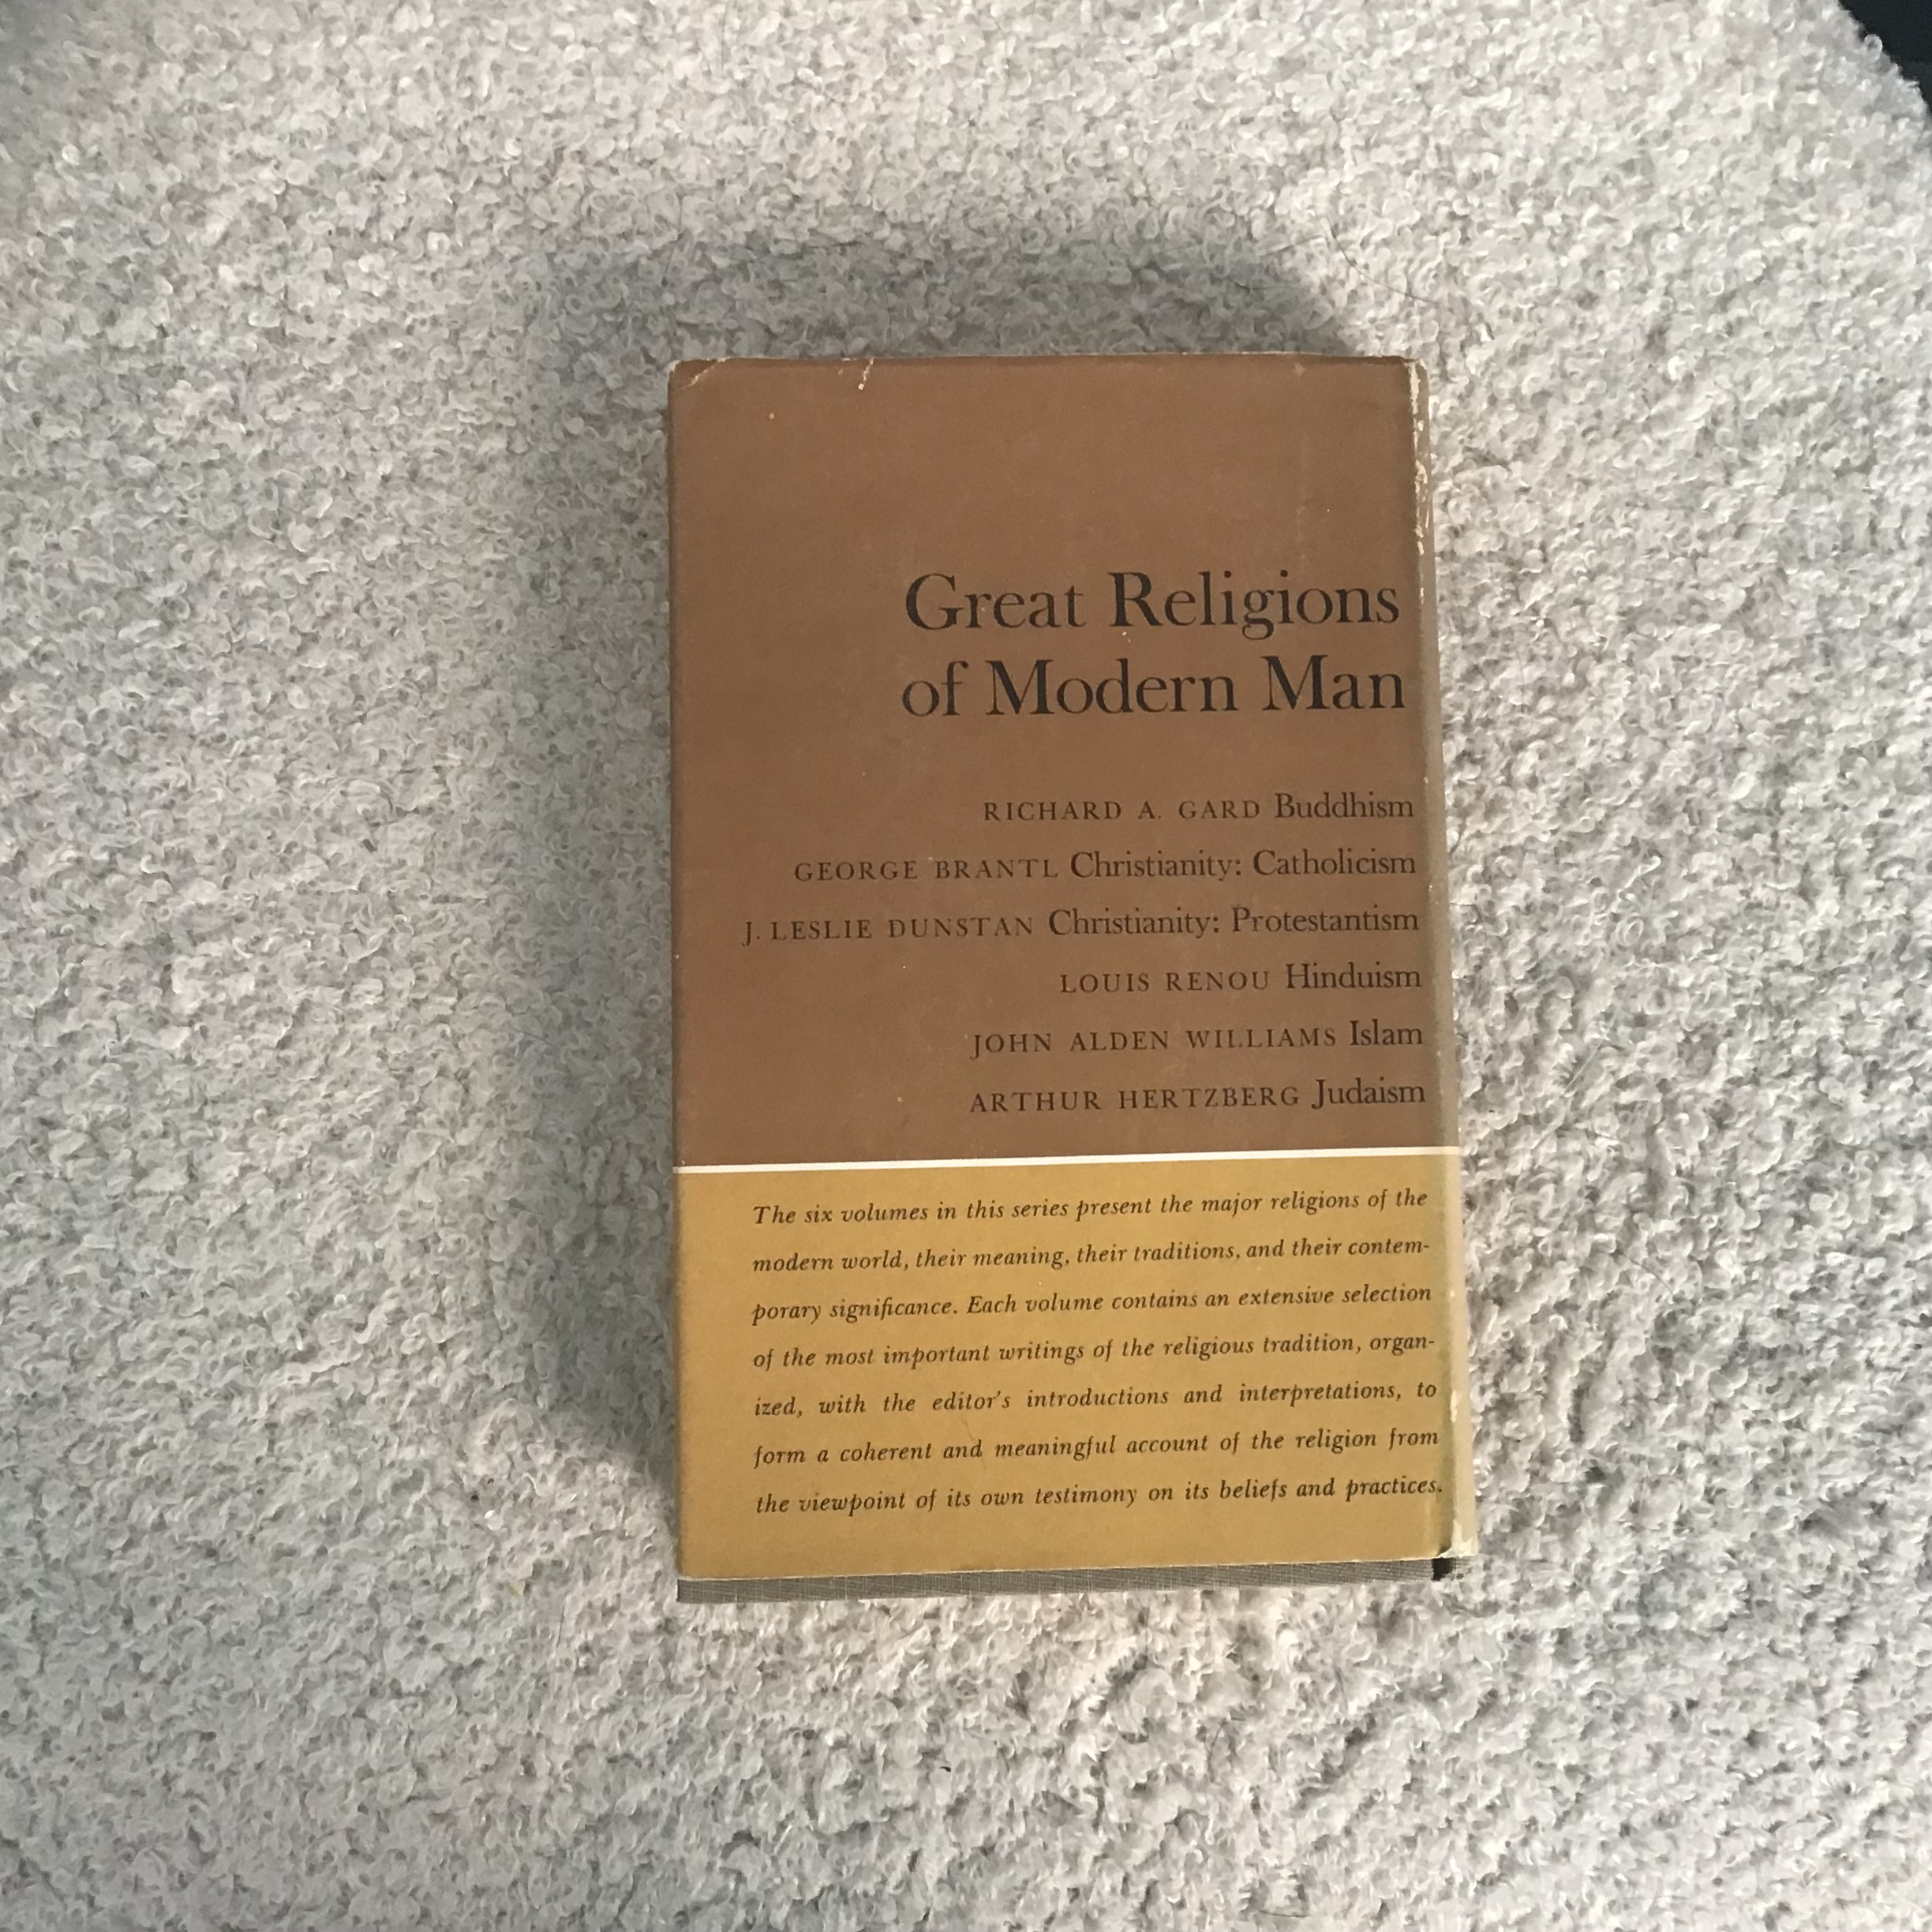 Great Religions
of Modern Man
RICHARD A. GARD Buddhism
GEORGE BRANTL Christianity: Catholicism
J. LESLIE DUNSTAN Christianity: Protestantism
LOUIS RENOU Hinduism
JOHN ALDEN WILLIAMS Islam
ARTHUR HERTZBERG Judaism
The six volumes in this series present the major religions of the
modern world, their meaning, their traditions, and their contem-
porary significance. Each volume contains an extensive selection
of the most important writings of the religious tradition, organ-
ized, with the editor's introductions and interpretations, to
form a coherent and meaningful account of the religion from
the viewpoint of its own testimony on its beliefs and practices.